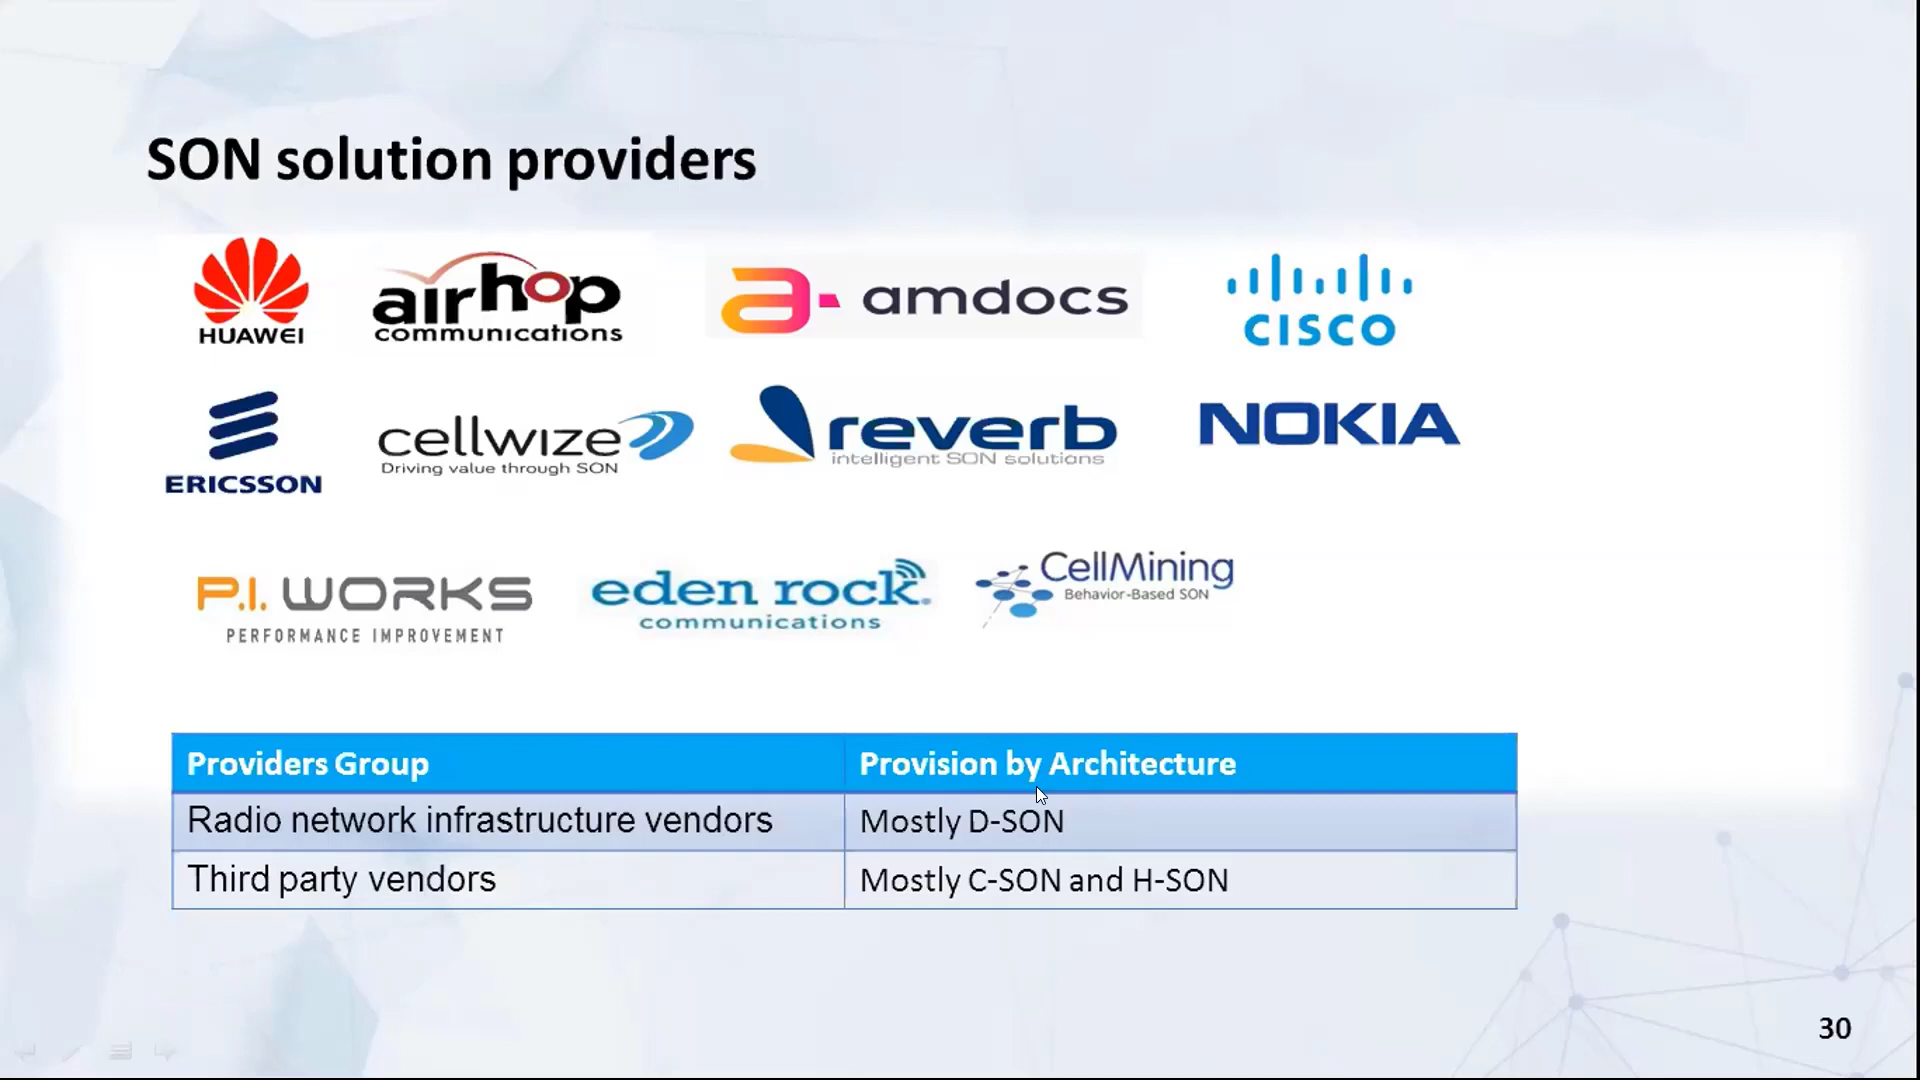 SON solution providers
HUAWEI
airhop
communications
amdocs
CISCO
ERICSSON
cellwize
Driving value through SON
reverb
intelligent SON solutions
NOKIA
P.I. WORKS
PERFORMANCE IMPROVEMENT
eden rock
communications
CellMining
Behavior-Based SON
Providers Group
Provision by Architecture
Radio network infrastructure vendors
Mostly D-SON
Third party vendors
Mostly C-SON and H-SON
30